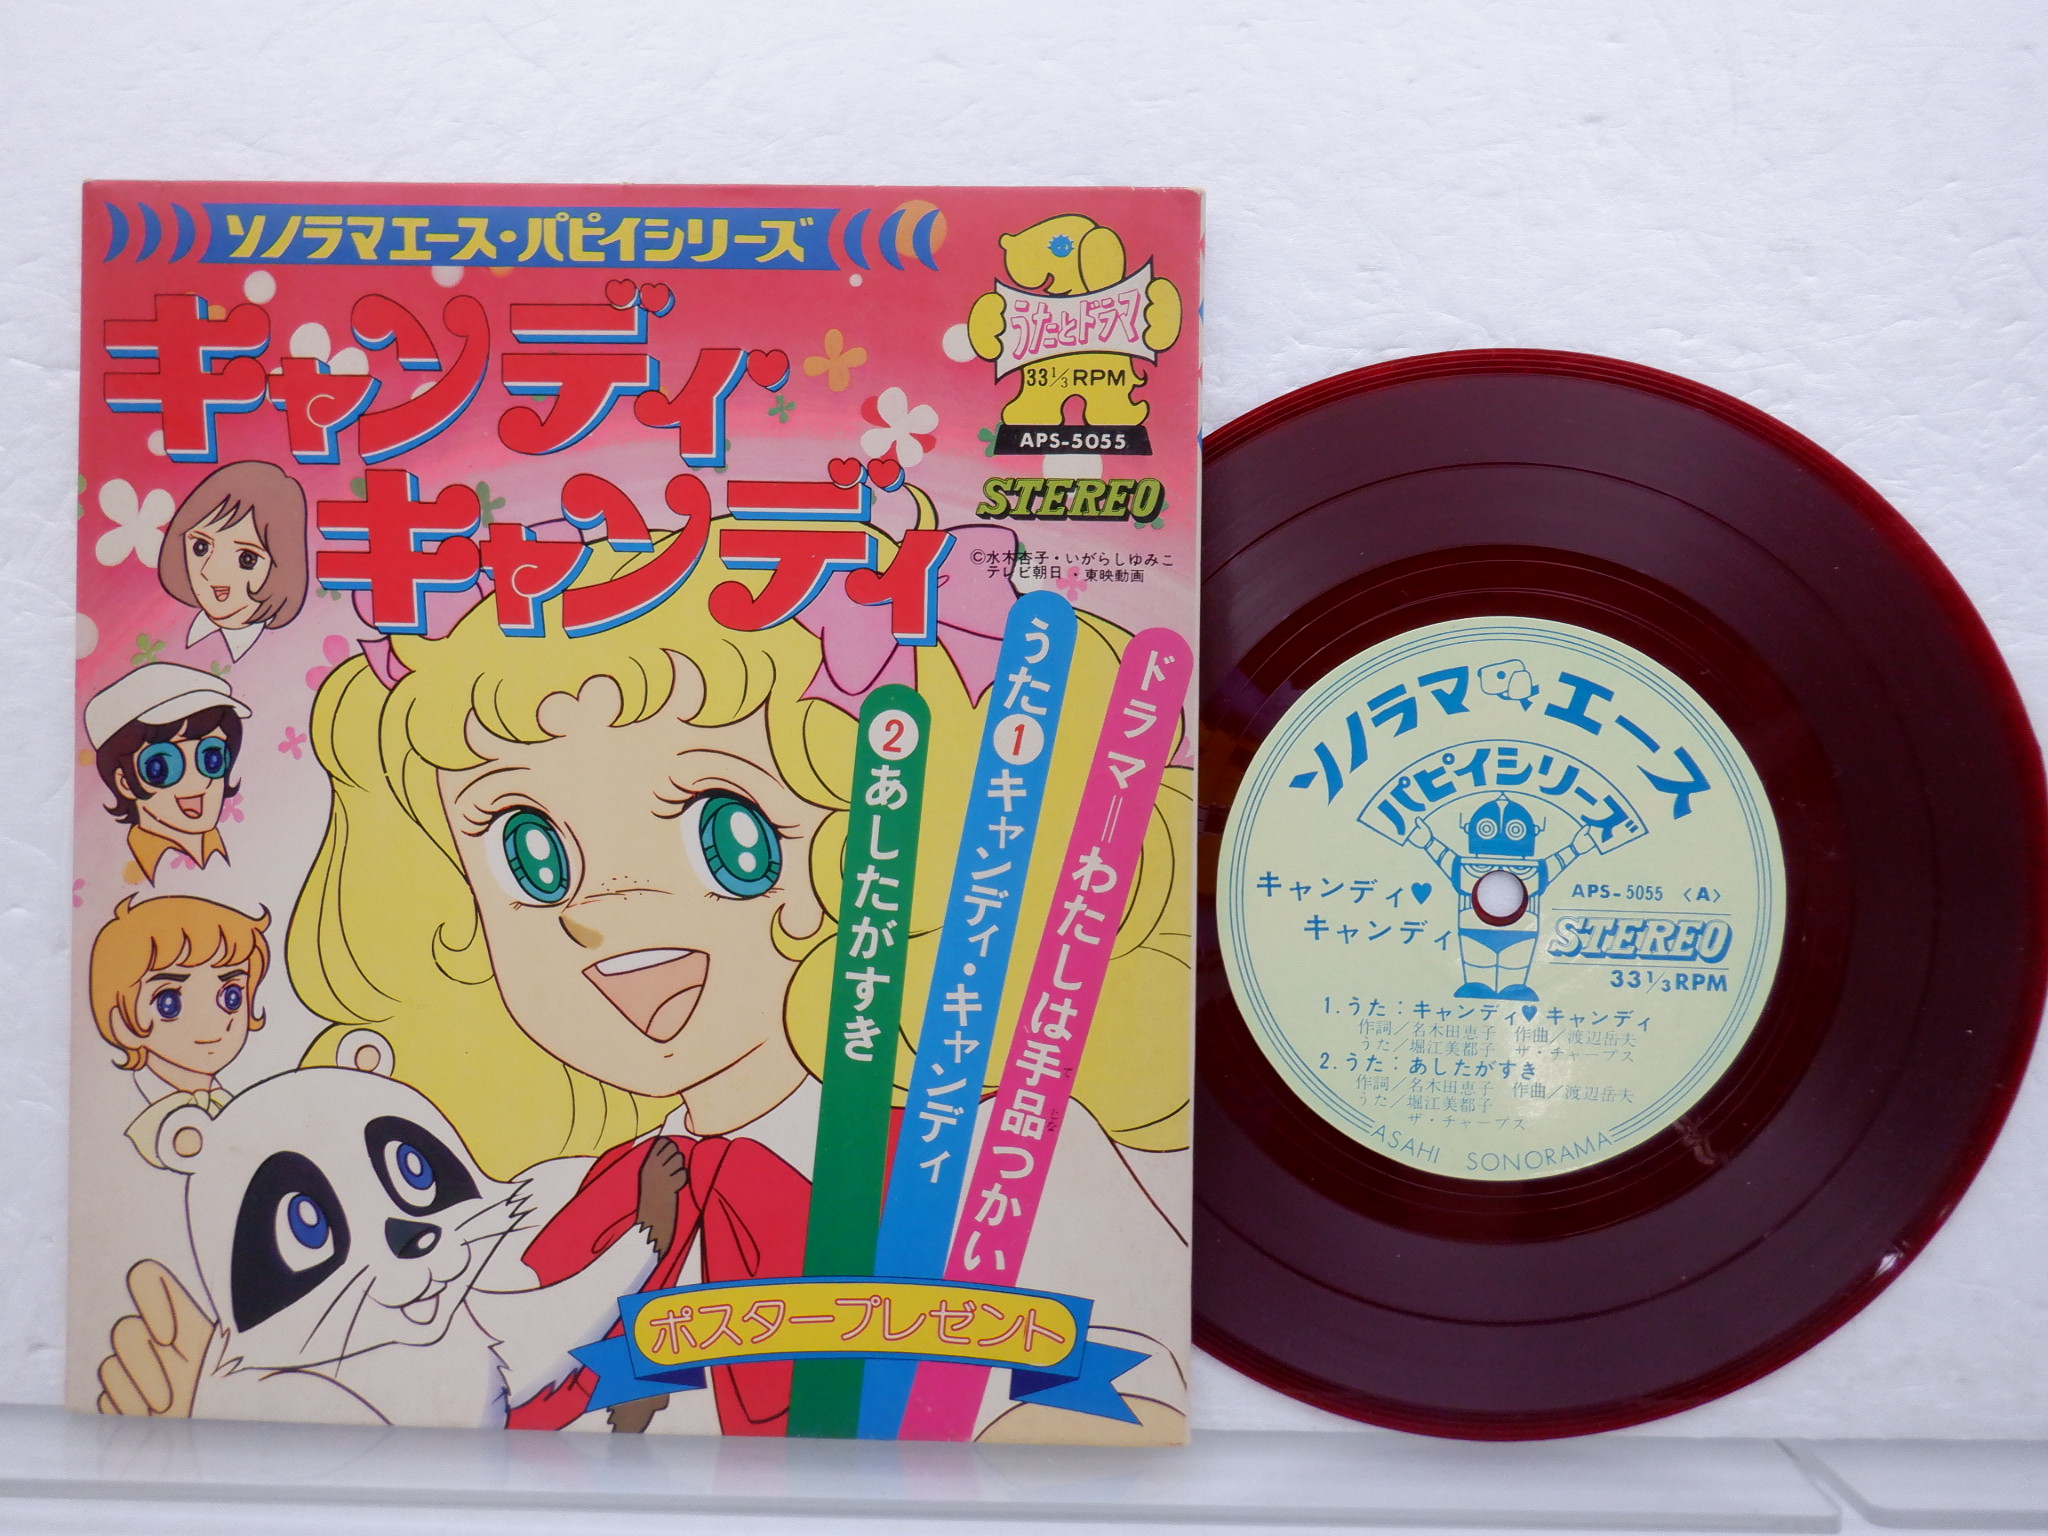 ソノラマエース・パピイシリーズ
キャンディ
キャンディ
うたとドラマ
33⅓RPM
APS-5055
STEREO
©水木杏子・いがらしゆみこ
テレビ朝日・東映動画
ドラマ＝わたしは手品つかい
て
じな
うた①キャンディ・キャンディ
②あしたがすき
ポスタープレゼント
ソノラマエース
パピイシリーズ
キャンディ♥
キャンディ
APS-5055 〈A〉
STEREO
33⅓RPM
1.うた：キャンディ♥キャンディ
作詞／名木田恵子 作曲／渡辺岳夫
うた／堀江美都子 ザ・チャープス
2.うた：あしたがすき
作詞／名木田恵子 作曲／渡辺岳夫
うた／堀江美都子
ザ・チャープス
ASAHI SONORAMA